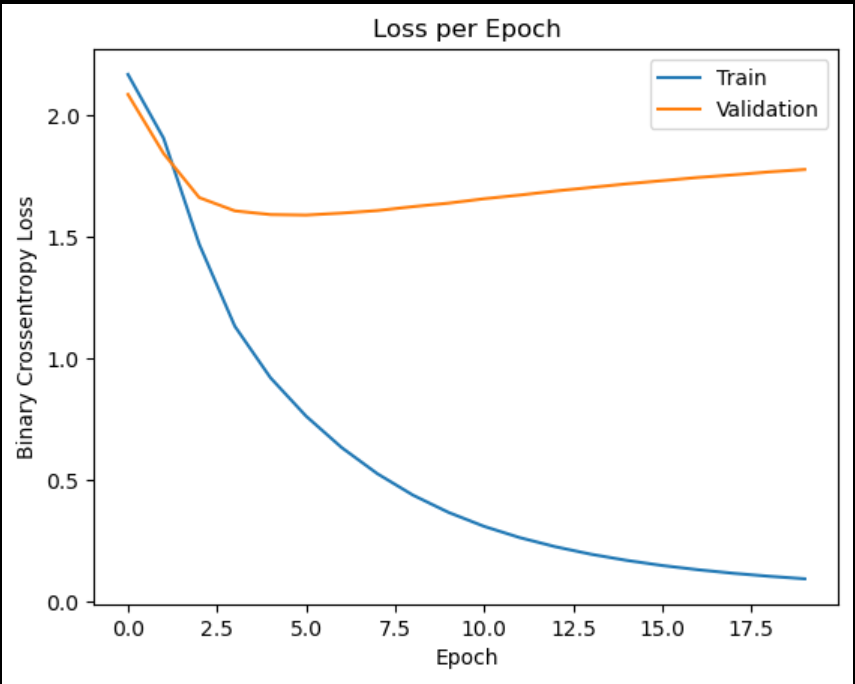 Loss per Epoch
Train
Validation
Binary Crossentropy Loss
2.0
1.5
1.0
0.5
0.0
0.0 2.5 5.0 7.5 10.0 12.5 15.0 17.5
Epoch